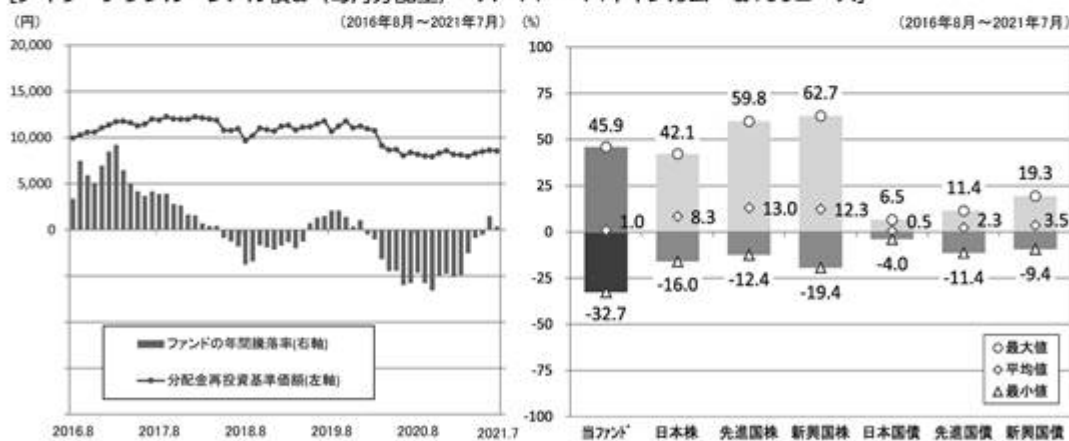 (円)
(2016年8月～2021年7月)
20,000
15,000
10,000
5,000
0
ファンドの年間騰落率(右軸)
分配金再投資基準価額(左軸)
2016.8 2017.8 2018.8 2019.8 2020.8 2021.7
(%)
(2016年8月～2021年7月)
100
75
50
25
0
-25
-50
-75
-100
45.9 42.1 59.8 62.7 6.5 11.4 19.3
1.0 8.3 13.0 12.3 0.5 2.3 3.5
-32.7 -16.0 -12.4 -19.4 -4.0 -11.4 -9.4
最大値
平均値
最小値
当ファンド 日本株 先進国株 新興国株 日本国債 先進国債 新興国債